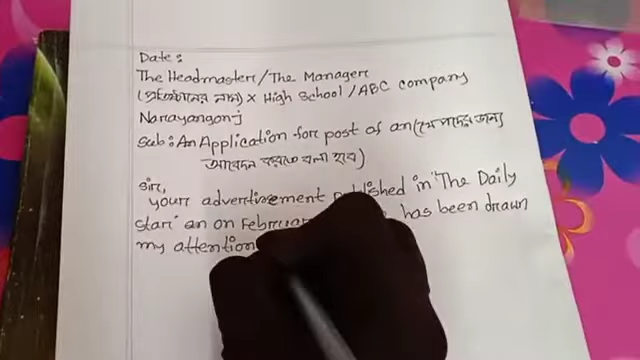 Date:
The Headmaster/The Manager
(প্রতিষ্ঠানের নাম) × High School/ABC company
Narayangonj
Sub: An Application for post of an (যে পদের জন্য
আবেদন করতে বলা হবে)
Sir,
your advertisement published in 'The Daily
Star' an on has been drawn
my attention